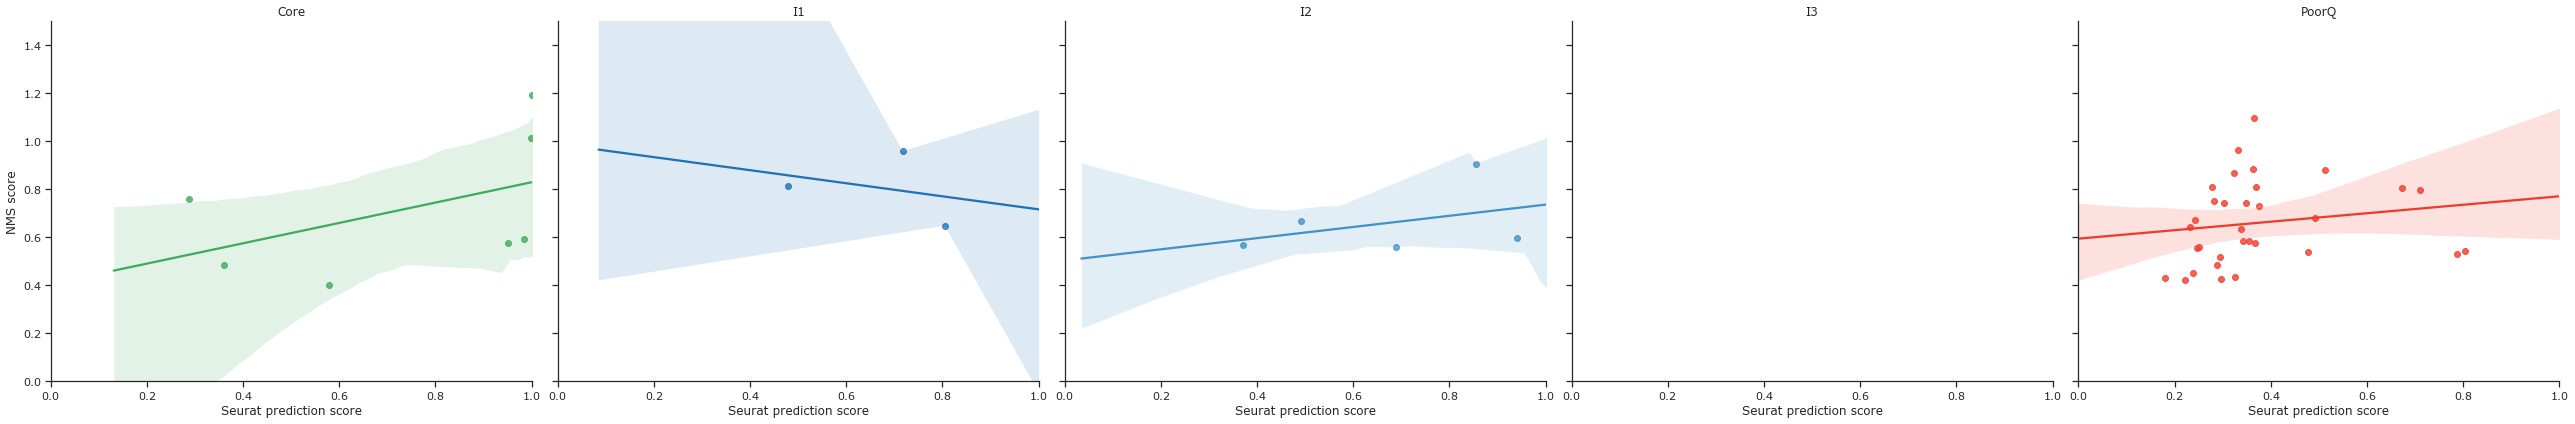 Core
I1
I2
I3
PoorQ
NMS score
1.4
1.2
1.0
0.8
0.6
0.4
0.2
0.0
0.0 0.2 0.4 0.6 0.8 1.0
0.0 0.2 0.4 0.6 0.8 1.0
0.0 0.2 0.4 0.6 0.8 1.0
0.0 0.2 0.4 0.6 0.8 1.0
0.0 0.2 0.4 0.6 0.8 1.0
Seurat prediction score
Seurat prediction score
Seurat prediction score
Seurat prediction score
Seurat prediction score